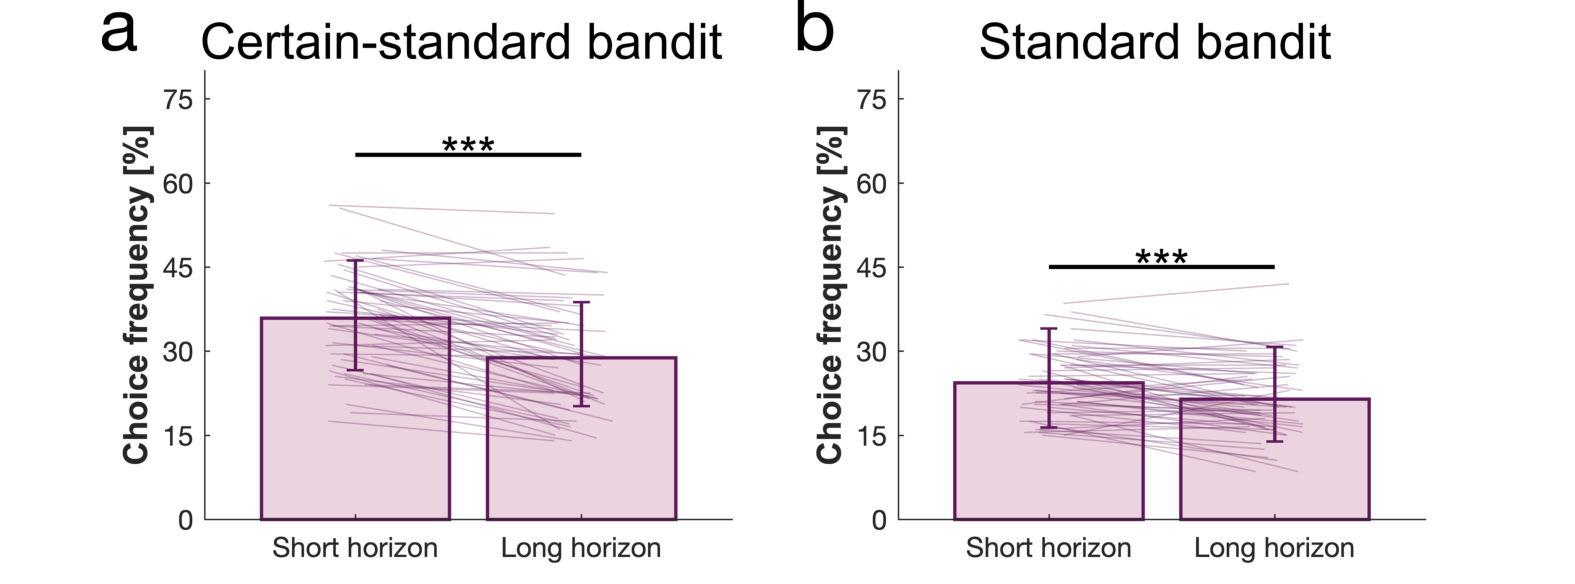 a
Certain-standard bandit
Choice frequency [%]
75
60
45
30
15
0
***
Short horizon
Long horizon
b
Standard bandit
Choice frequency [%]
75
60
45
30
15
0
***
Short horizon
Long horizon